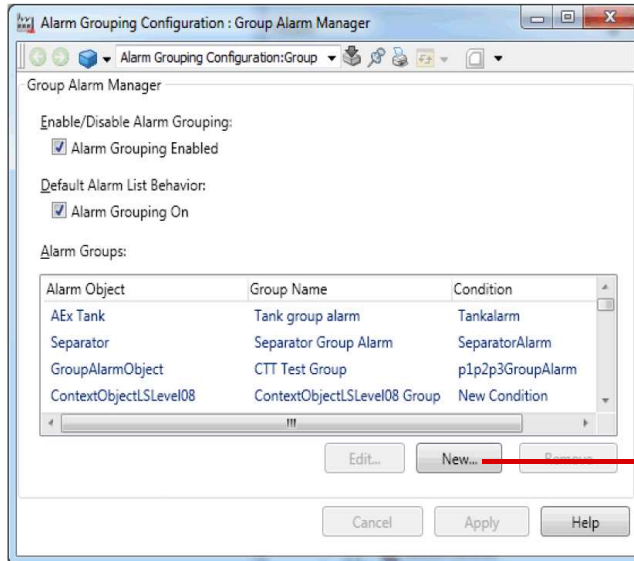 Alarm Grouping Configuration : Group Alarm Manager
Alarm Grouping Configuration:Group
Group Alarm Manager
Enable/Disable Alarm Grouping:
Alarm Grouping Enabled
Default Alarm List Behavior:
Alarm Grouping On
Alarm Groups:
Alarm Object Group Name Condition
AEx Tank Tank group alarm Tankalarm
Separator Separator Group Alarm SeparatorAlarm
GroupAlarmObject CTT Test Group p1p2p3GroupAlarm
ContextObjectLSLevel08 ContextObjectLSLevel08 Group New Condition
Edit... New... Remove
Cancel Apply Help